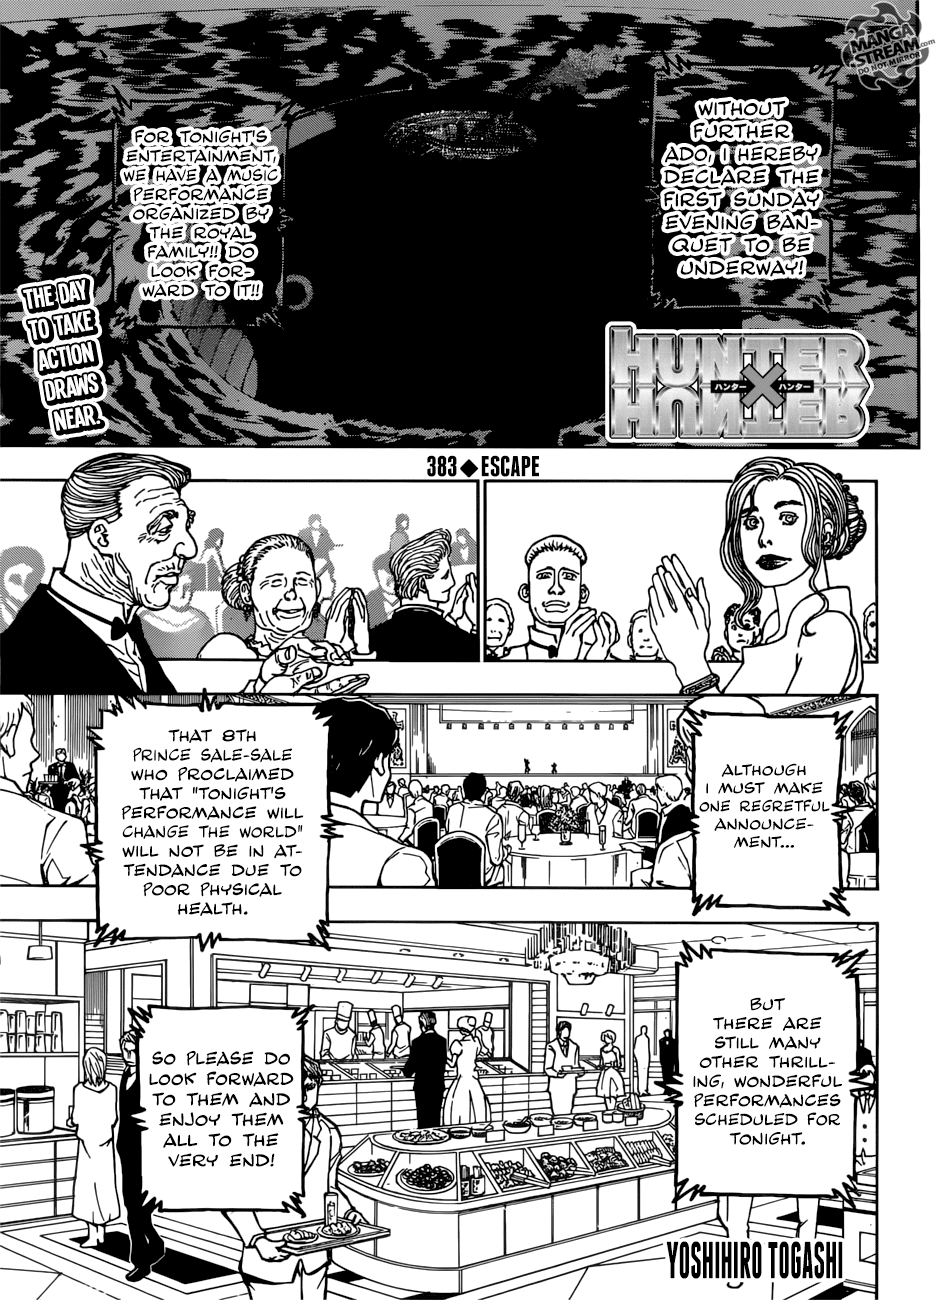 MANGA
STREAM.com
DO NOT MIRROR
WITHOUT
FURTHER
ADO, I HEREBY
DECLARE THE
FIRST SUNDAY
EVENING BAN-
QUET TO BE
UNDERWAY!
FOR TONIGHT'S
ENTERTAINMENT,
WE HAVE A MUSIC
PERFORMANCE
ORGANIZED BY
THE ROYAL
FAMILY!! DO
LOOK FOR-
WARD TO IT!!
THE DAY
TO TAKE
ACTION
DRAWS
NEAR.
HUNTER
ハンター × ハンター
HUNTER
383 ◆ ESCAPE
ALTHOUGH
I MUST MAKE
ONE REGRETFUL
ANNOUNCE-
MENT...
THAT 8TH
PRINCE SALE-SALE
WHO PROCLAIMED
THAT "TONIGHT'S
PERFORMANCE WILL
CHANGE THE WORLD"
WILL NOT BE IN AT-
TENDANCE DUE TO
POOR PHYSICAL
HEALTH.
BUT
THERE ARE
STILL MANY
OTHER THRILL-
ING, WONDERFUL
PERFORMANCES
SCHEDULED FOR
TONIGHT.
SO PLEASE DO
LOOK FORWARD
TO THEM AND
ENJOY THEM
ALL TO THE
VERY END!
YOSHIHIRO TOGASHI